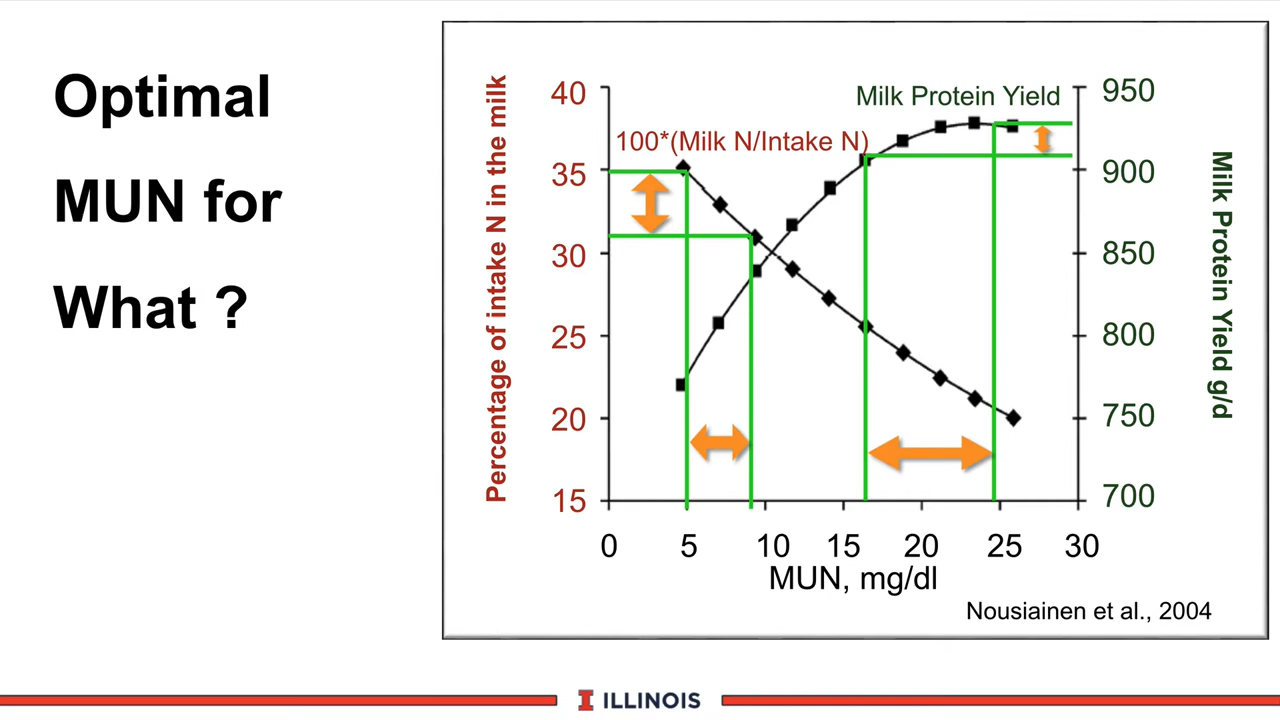 Optimal
MUN for
What ?
Percentage of intake N in the milk
40
35
30
25
20
15
100*(Milk N/Intake N)
Milk Protein Yield
950
900
850
800
750
700
Milk Protein Yield g/d
0 5 10 15 20 25 30
MUN, mg/dl
Nousiainen et al., 2004
I ILLINOIS